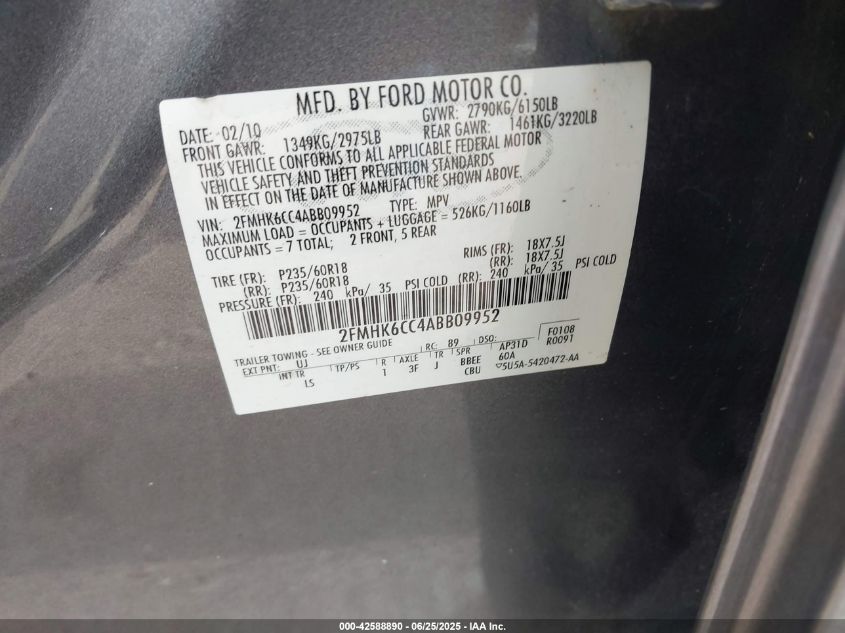 MFD. BY FORD MOTOR CO.
DATE: 02/10 GVWR: 2790KG/6150LB
FRONT GAWR: 1349KG/2975LB REAR GAWR: 1461KG/3220LB
THIS VEHICLE CONFORMS TO ALL APPLICABLE FEDERAL MOTOR
VEHICLE SAFETY AND THEFT PREVENTION STANDARDS
IN EFFECT ON THE DATE OF MANUFACTURE SHOWN ABOVE.
VIN: 2FMHK6CC4ABB09952 TYPE: MPV
MAXIMUM LOAD = OCCUPANTS + LUGGAGE = 526KG/1160LB
OCCUPANTS = 7 TOTAL; 2 FRONT, 5 REAR
TIRE (FR): P235/60R18 RIMS (FR): 18X7.5J
(RR): P235/60R18 (RR): 18X7.5J
PRESSURE (FR): 240 kPa/ 35 PSI COLD (RR): 240 kPa/ 35 PSI COLD
2FMHK6CC4ABB09952
TRAILER TOWING - SEE OWNER GUIDE
EXT PNT: UJ RC: 89 DSO: AP31D F0108
R0091
INT TR TP/PS R AXLE TR SPR 60A
LS 1 3F J BBEE
CBU 5U5A-5420472-AA
000-42588890 - 06/25/2025 - IAA Inc.